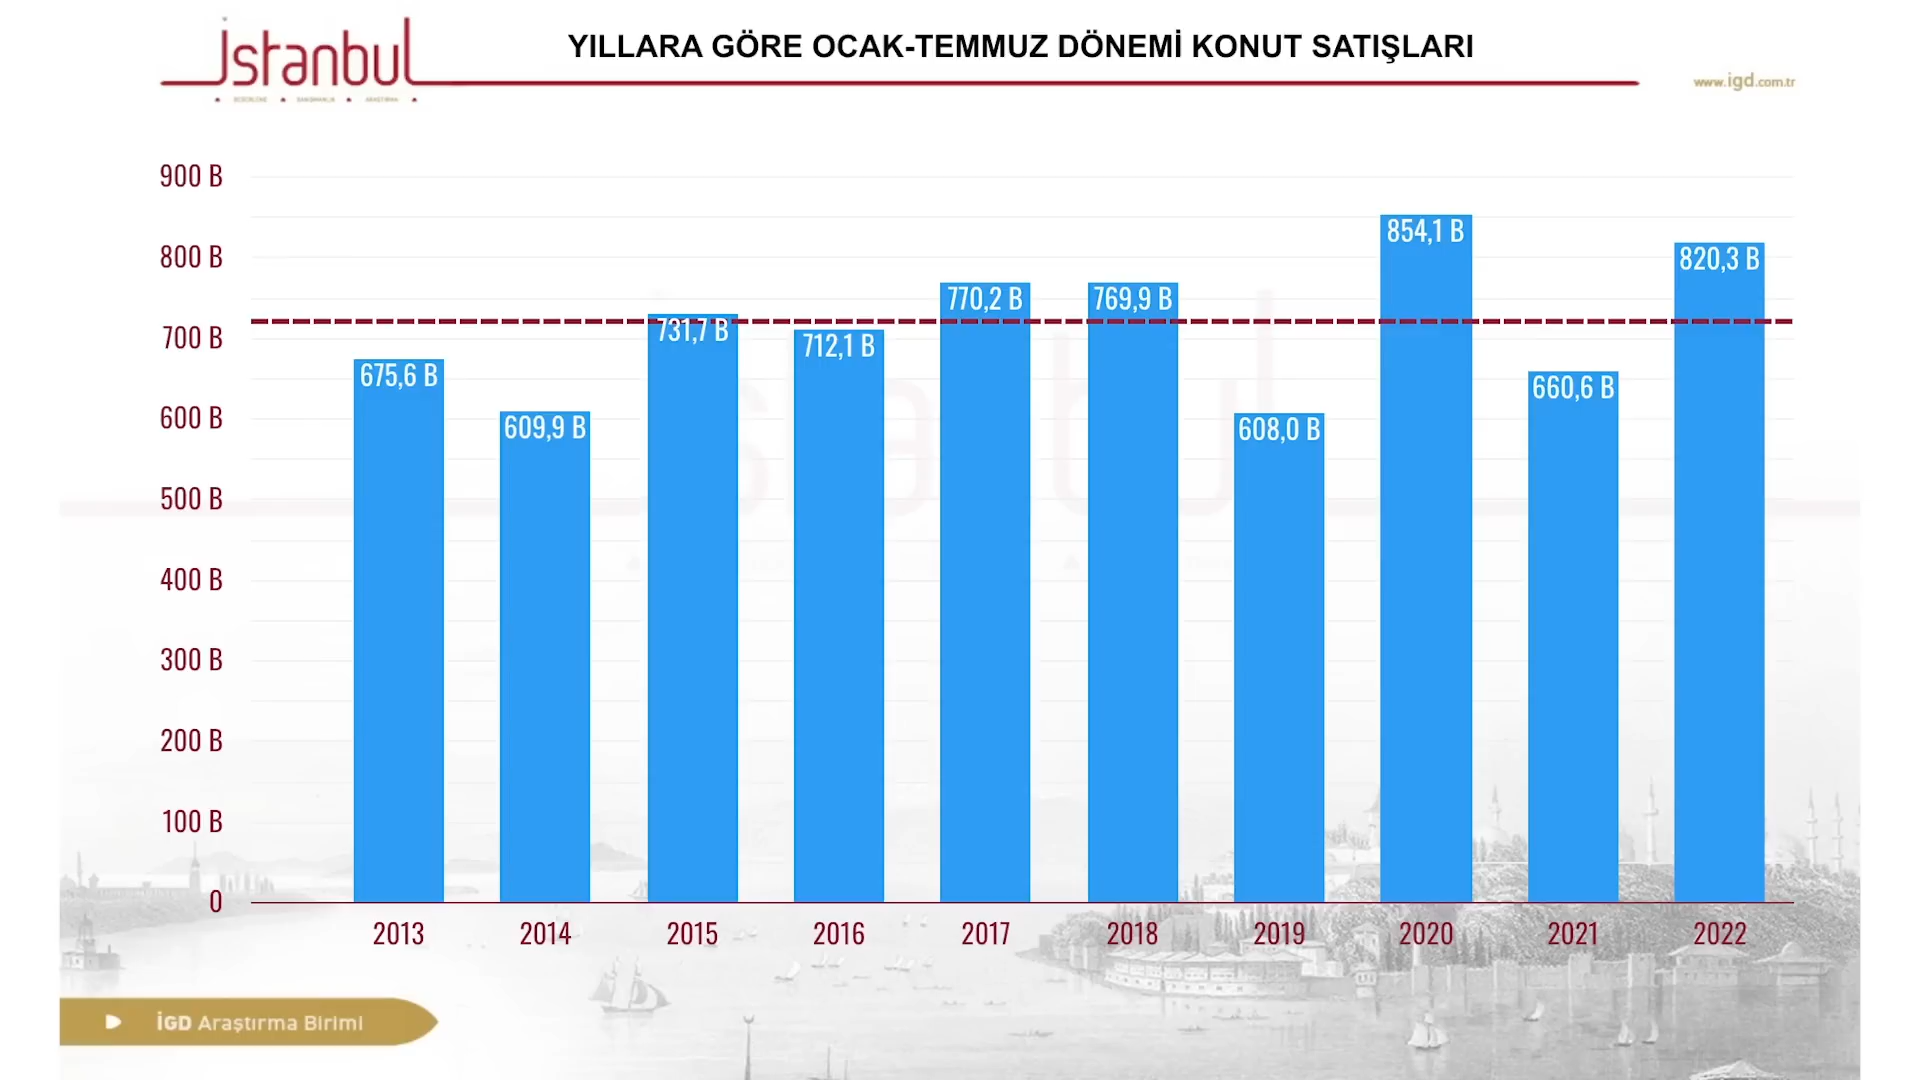 istanbul
YILLARA GÖRE OCAK-TEMMUZ DÖNEMİ KONUT SATIŞLARI
www.igd.com.tr
900 B
800 B
700 B
600 B
500 B
400 B
300 B
200 B
100 B
0
675,6 B
609,9 B
731,7 B
712,1 B
770,2 B
769,9 B
608,0 B
854,1 B
660,6 B
820,3 B
2013
2014
2015
2016
2017
2018
2019
2020
2021
2022
İGD Araştırma Birimi